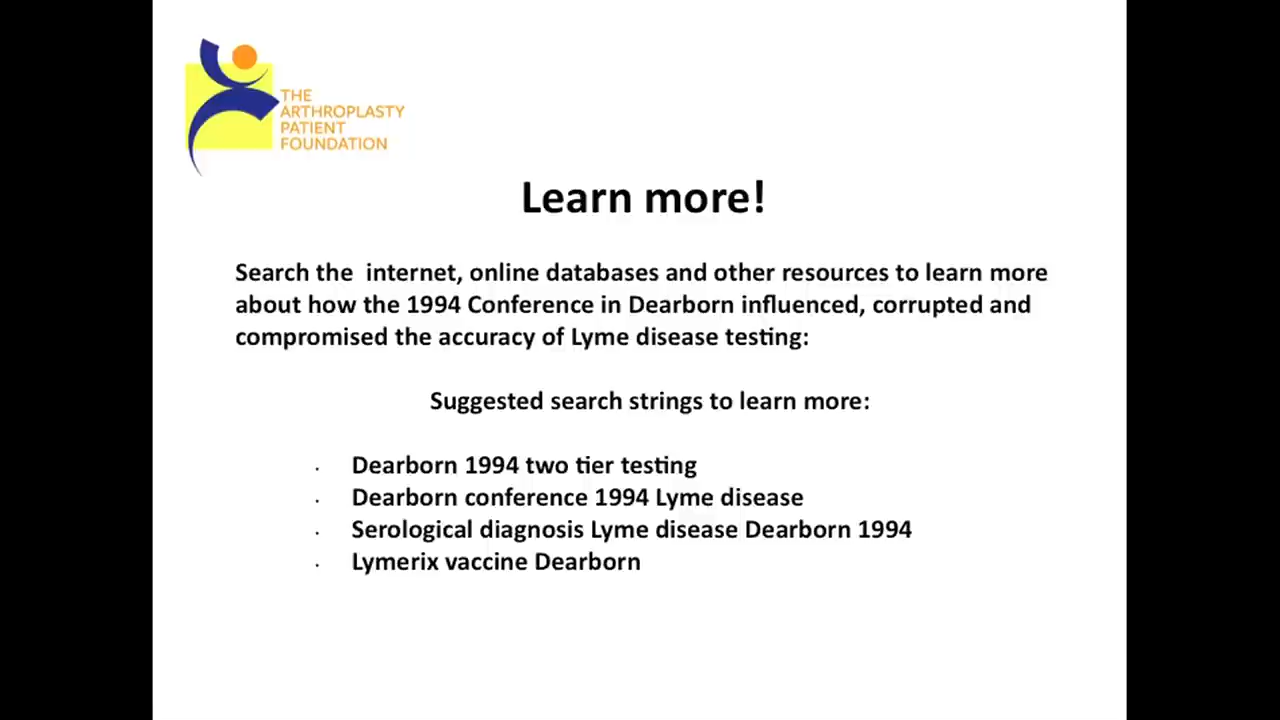 THE
ARTHROPLASTY
PATIENT
FOUNDATION
Learn more!
Search the  internet, online databases and other resources to learn more
about how the 1994 Conference in Dearborn influenced, corrupted and
compromised the accuracy of Lyme disease testing:
Suggested search strings to learn more:
· Dearborn 1994 two tier testing
· Dearborn conference 1994 Lyme disease
· Serological diagnosis Lyme disease Dearborn 1994
· Lymerix vaccine Dearborn